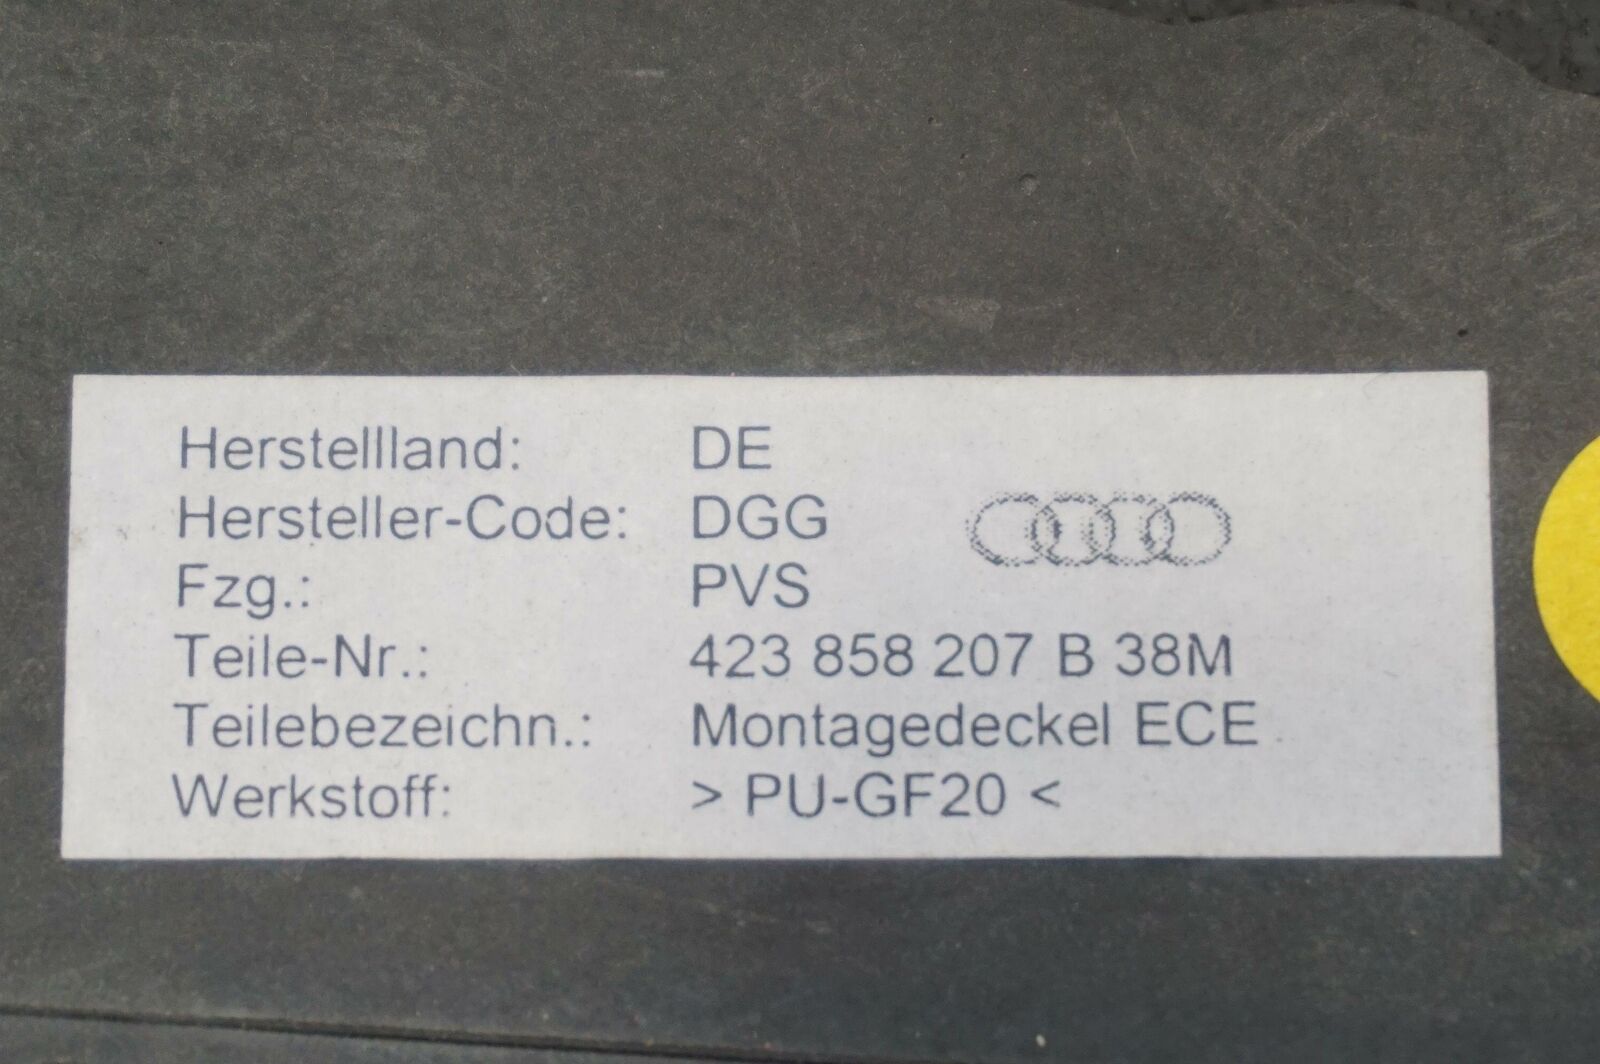 Herstellland: DE
Hersteller-Code: DGG
Fzg.: PVS
Teile-Nr.: 423 858 207 B 38M
Teilebezeichn.: Montagedeckel ECE
Werkstoff: > PU-GF20 <